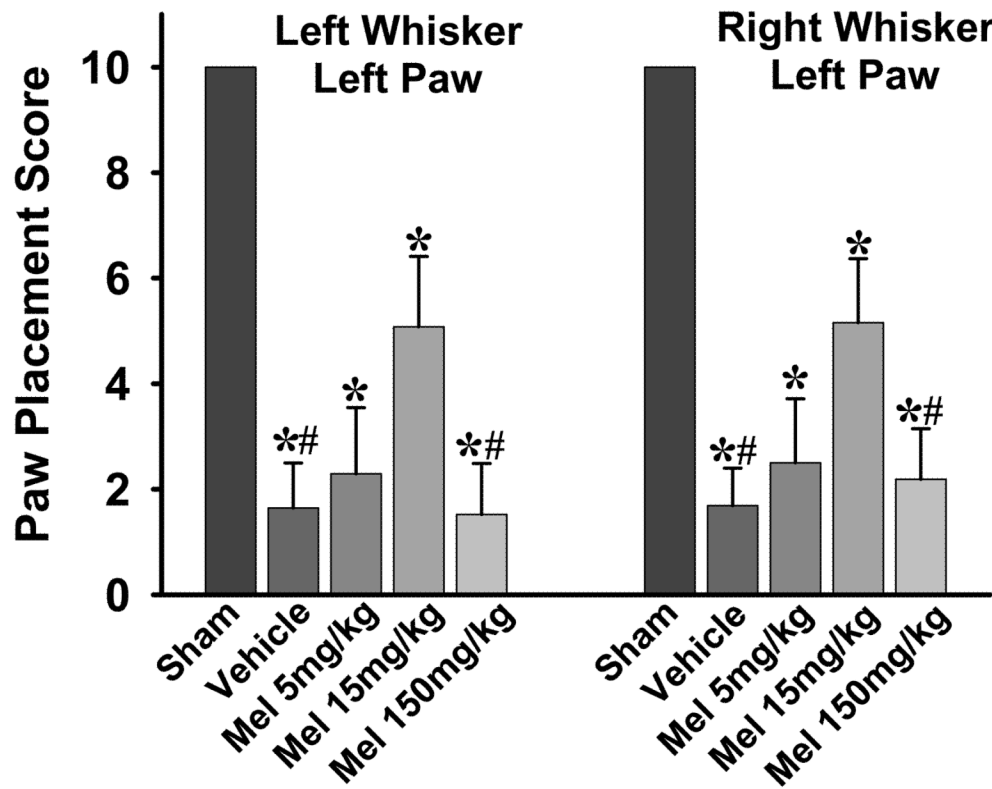 Left Whisker
Left Paw
Right Whisker
Left Paw
Paw Placement Score
10
8
6
4
2
0
*#
*
*
*#
*#
*
*
*#
Sham
Vehicle
Mel 5mg/kg
Mel 15mg/kg
Mel 150mg/kg
Sham
Vehicle
Mel 5mg/kg
Mel 15mg/kg
Mel 150mg/kg